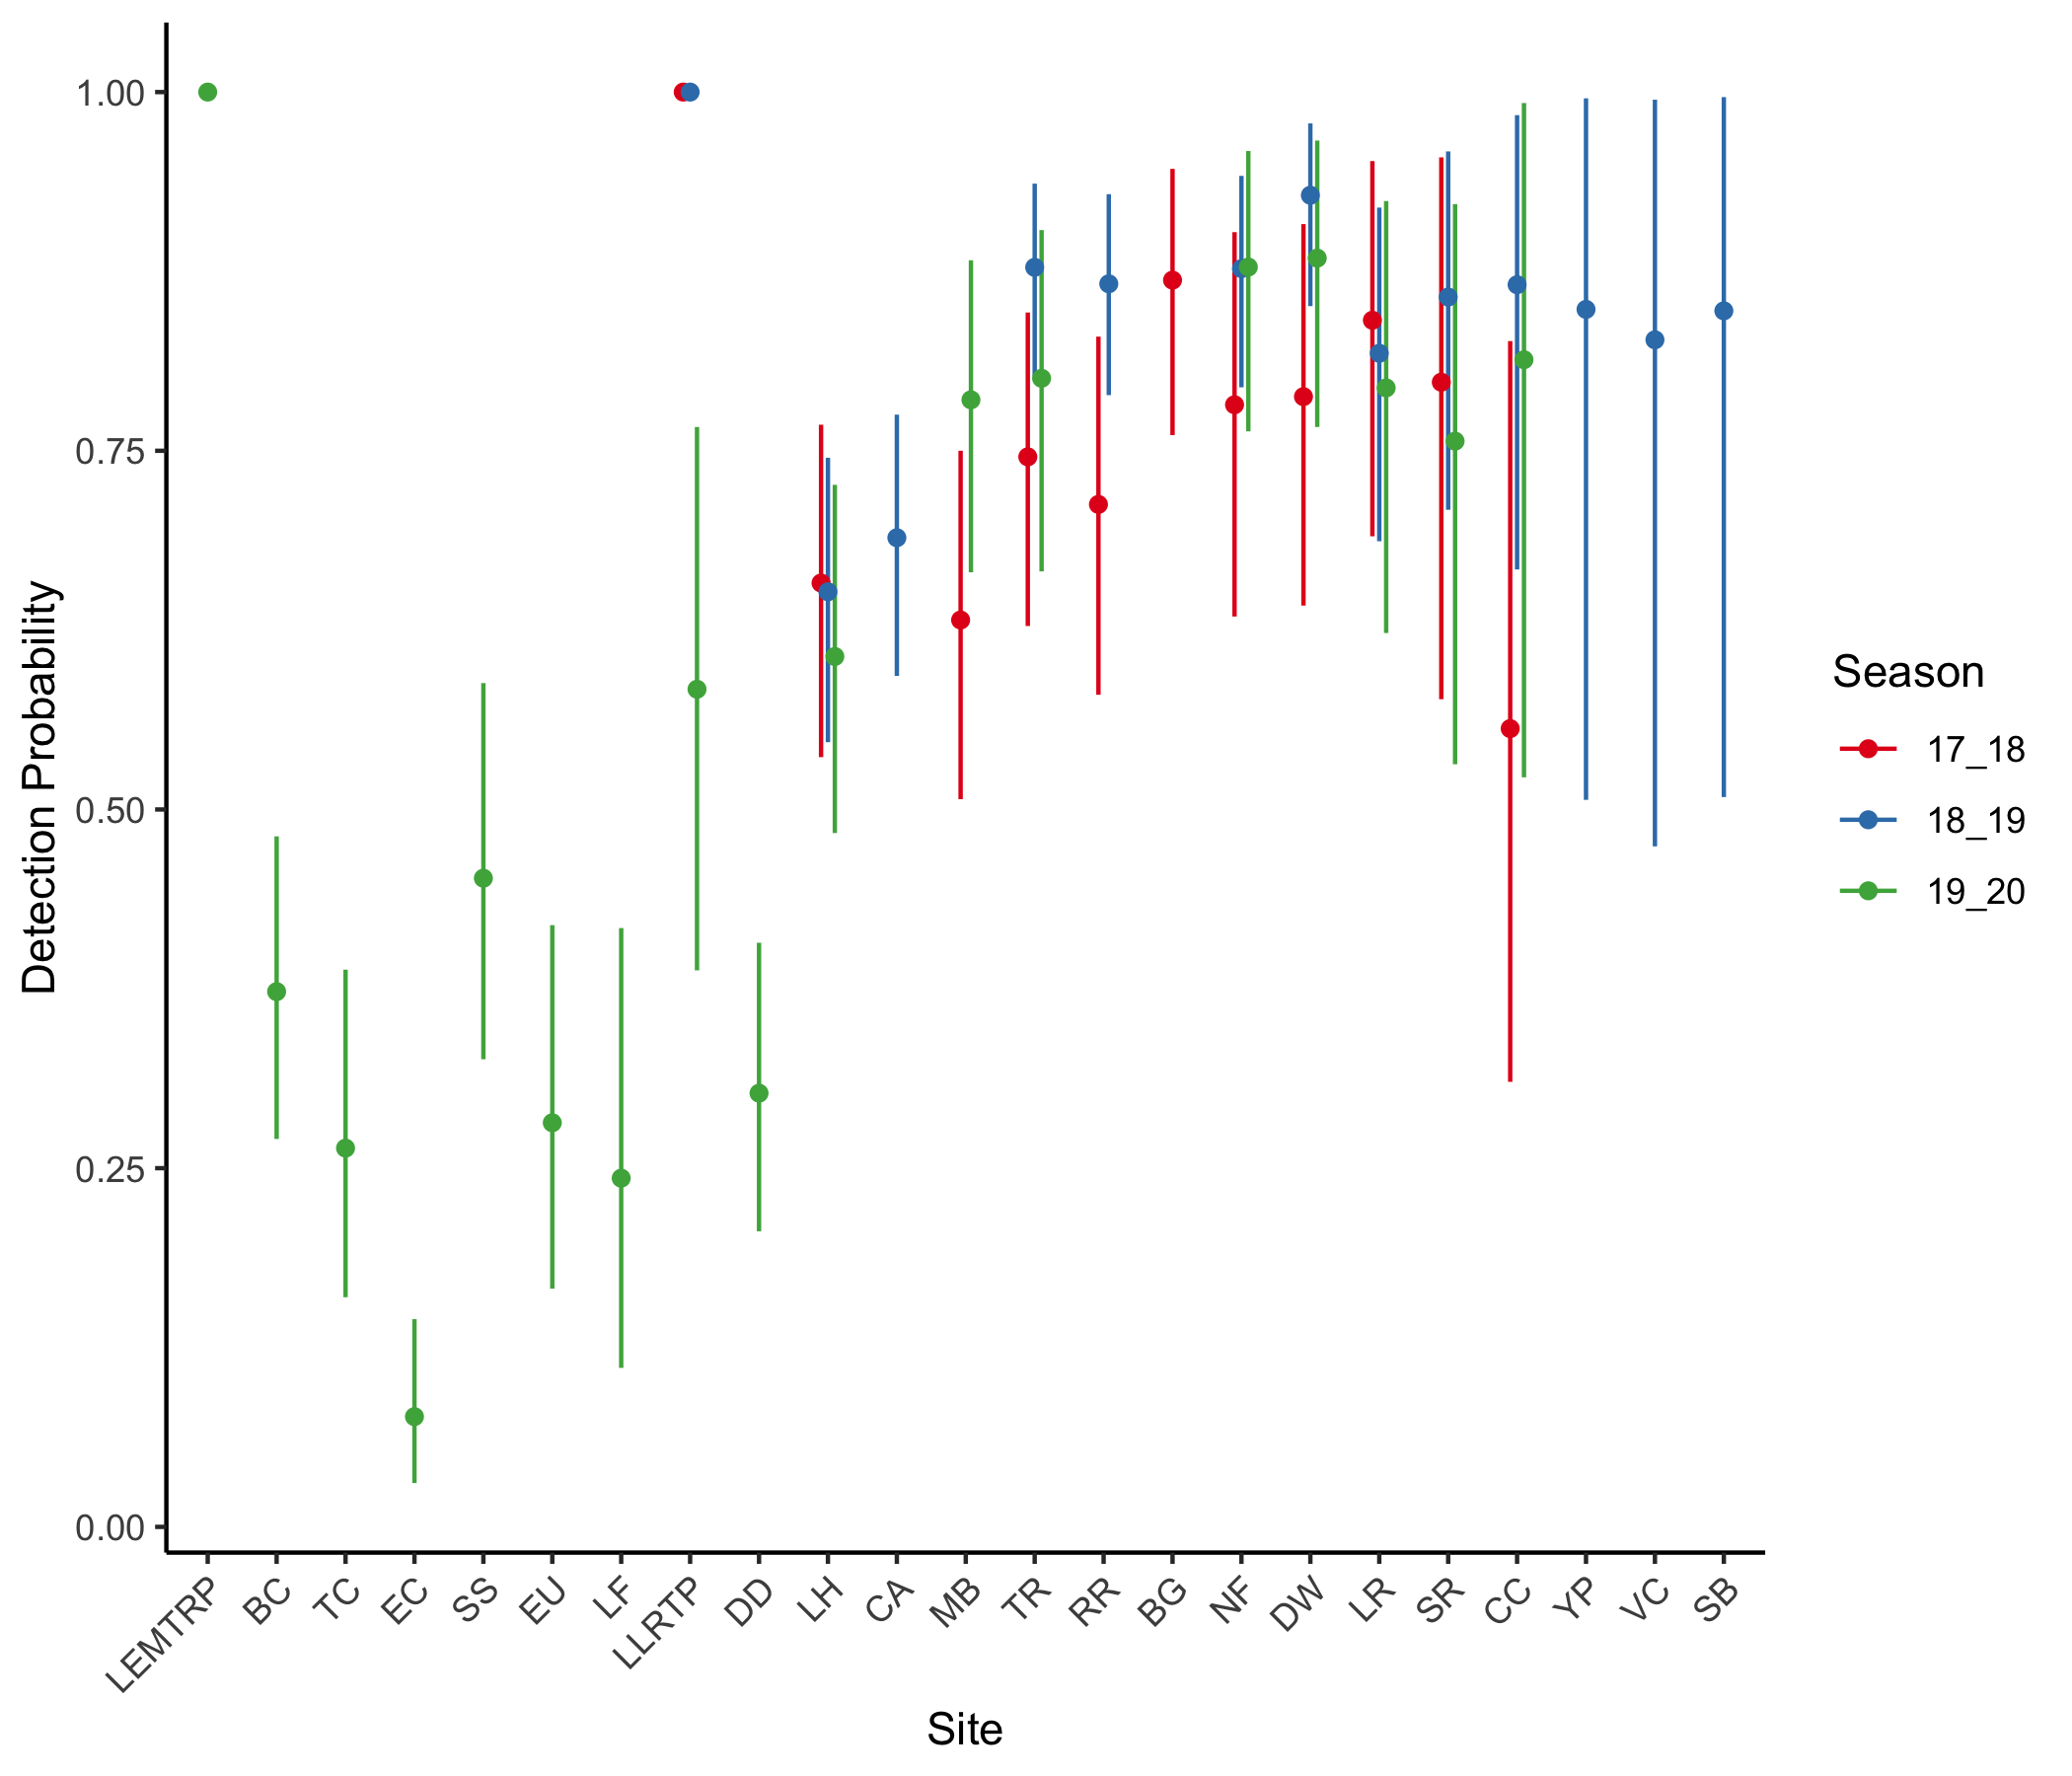 1.00
0.75
0.50
0.25
0.00
Detection Probability
LEMTRP
BC
TC
EC
SS
EU
LF
LLRTP
DD
LH
CA
MB
TR
RR
BG
NF
DW
LR
SR
CC
YP
VC
SB
Site
Season
17_18
18_19
19_20